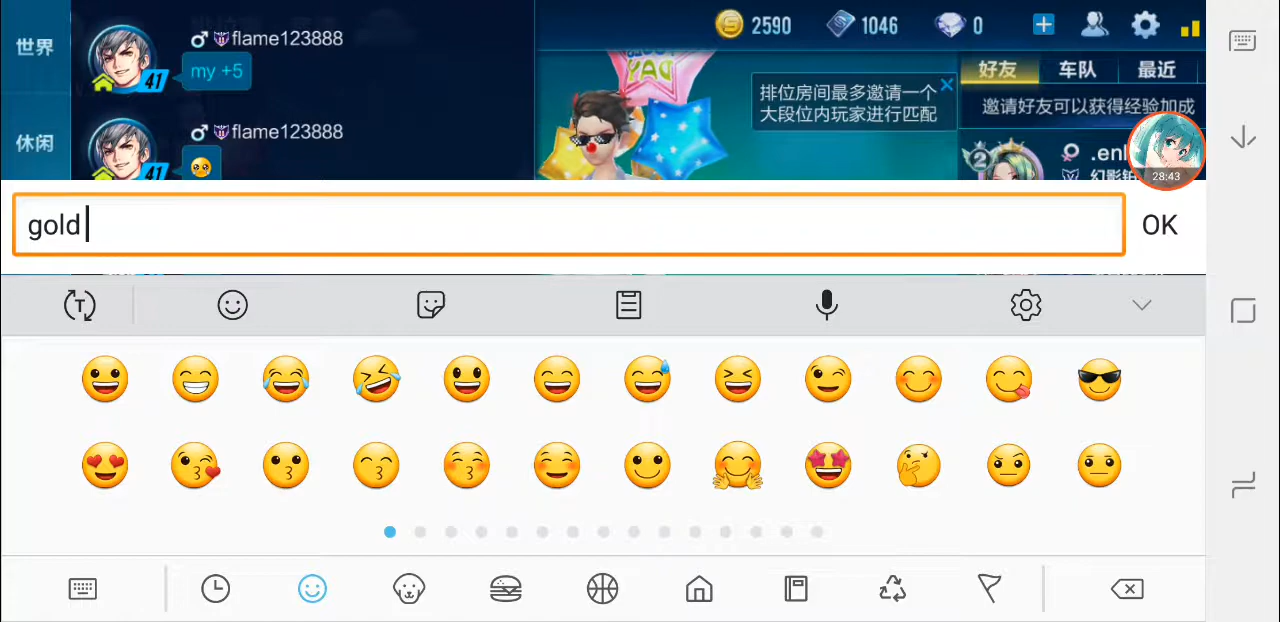 世界
休闲
flame123888
41
my +5
flame123888
41
DAY
2590
1046
0
排位房间最多邀请一个
大段位内玩家进行匹配
好友 车队 最近
邀请好友可以获得经验加成
2
28:43
gold
OK
T